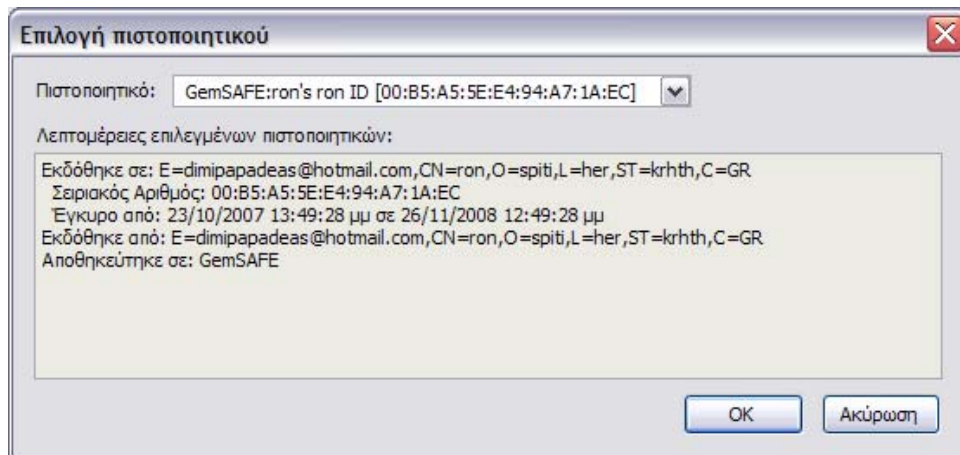 Επιλογή πιστοποιητικού
Πιστοποιητικό: GemSAFE:ron's ron ID [00:B5:A5:5E:E4:94:A7:1A:EC]
Λεπτομέρειες επιλεγμένων πιστοποιητικών:
Εκδόθηκε σε: E=dimipapadeas@hotmail.com,CN=ron,O=spiti,L=her,ST=krhth,C=GR
Σειριακός Αριθμός: 00:B5:A5:5E:E4:94:A7:1A:EC
Έγκυρο από: 23/10/2007 13:49:28 μμ σε 26/11/2008 12:49:28 μμ
Εκδόθηκε από: E=dimipapadeas@hotmail.com,CN=ron,O=spiti,L=her,ST=krhth,C=GR
Αποθηκεύτηκε σε: GemSAFE
OK Ακύρωση